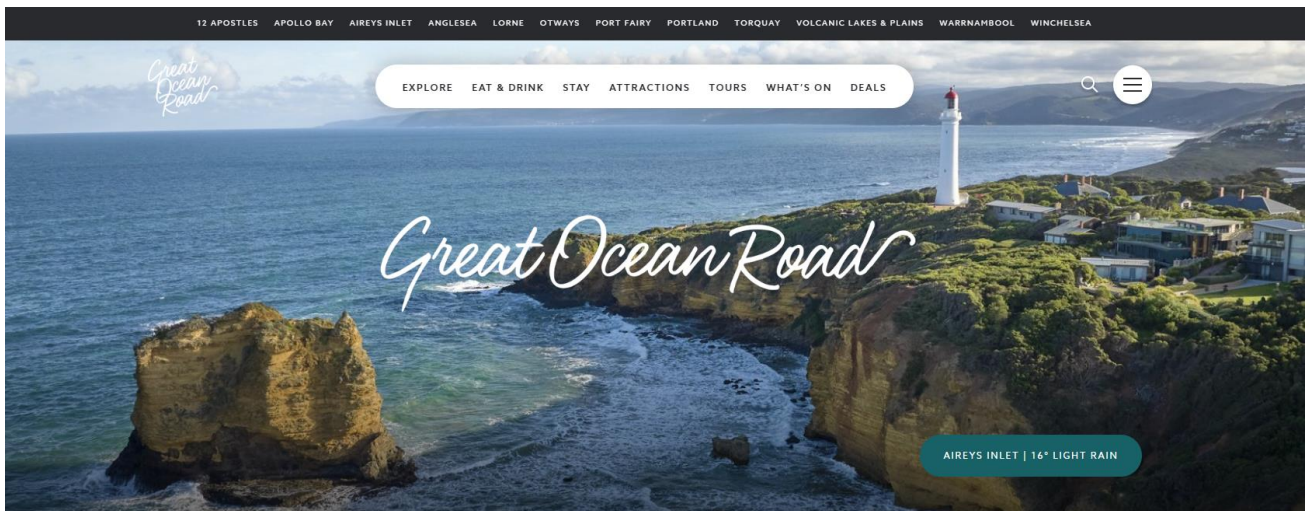 12 APOSTLES APOLLO BAY AIREYS INLET ANGLESEA LORNE OTWAYS PORT FAIRY PORTLAND TORQUAY VOLCANIC LAKES & PLAINS WARRNAMBOOL WINCHELSEA
Great
Ocean
Road
EXPLORE EAT & DRINK STAY ATTRACTIONS TOURS WHAT'S ON DEALS
Great Ocean Road
AIREYS INLET | 16° LIGHT RAIN